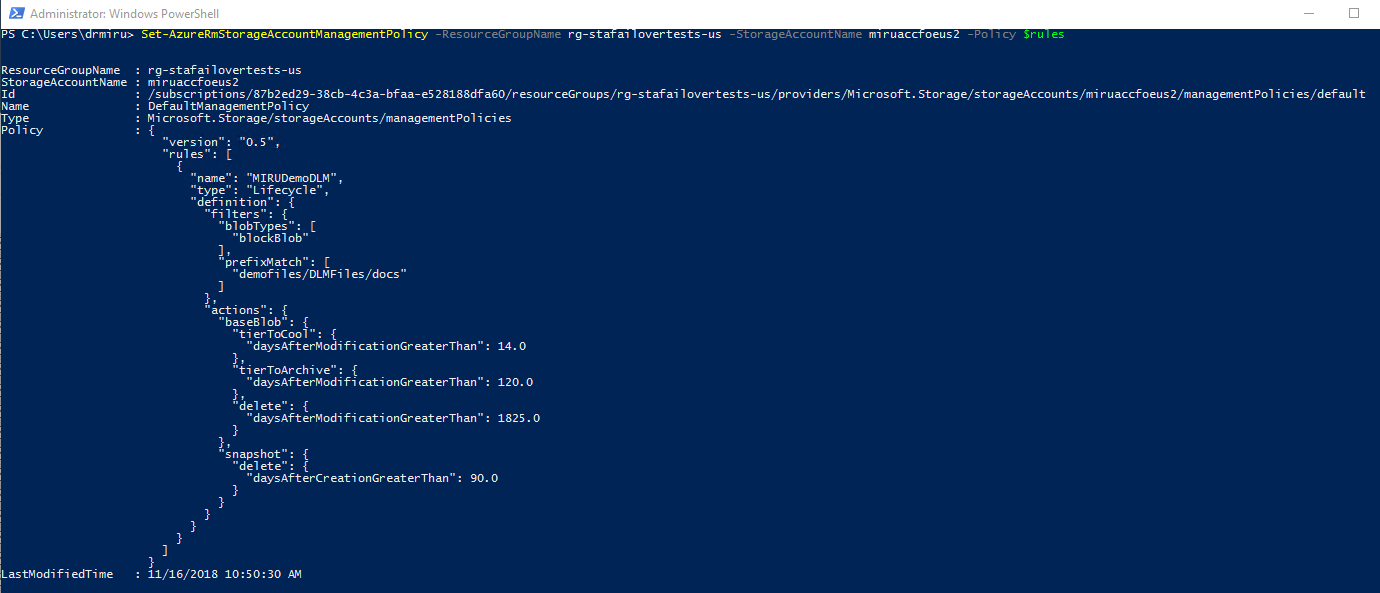 Administrator: Windows PowerShell
PS C:\Users\drmiru> Set-AzureRmStorageAccountManagementPolicy -ResourceGroupName rg-stafailovertests-us -StorageAccountName miruaccfoeus2 -Policy $rules
ResourceGroupName  : rg-stafailovertests-us
StorageAccountName : miruaccfoeus2
Id                 : /subscriptions/87b2ed29-38cb-4c3a-bfaa-e528188dfa60/resourceGroups/rg-stafailovertests-us/providers/Microsoft.Storage/storageAccounts/miruaccfoeus2/managementPolicies/default
Name               : DefaultManagementPolicy
Type               : Microsoft.Storage/storageAccounts/managementPolicies
Policy             : {
                       "version": "0.5",
                       "rules": [
                         {
                           "name": "MIRUDemoDLM",
                           "type": "Lifecycle",
                           "definition": {
                             "filters": {
                               "blobTypes": [
                                 "blockBlob"
                               ],
                               "prefixMatch": [
                                 "demofiles/DLMFiles/docs"
                               ]
                             },
                             "actions": {
                               "baseBlob": {
                                 "tierToCool": {
                                   "daysAfterModificationGreaterThan": 14.0
                                 },
                                 "tierToArchive": {
                                   "daysAfterModificationGreaterThan": 120.0
                                 },
                                 "delete": {
                                   "daysAfterModificationGreaterThan": 1825.0
                                 }
                               },
                               "snapshot": {
                                 "delete": {
                                   "daysAfterCreationGreaterThan": 90.0
                                 }
                               }
                             }
                           }
                         }
                       ]
                     }
LastModifiedTime   : 11/16/2018 10:50:30 AM